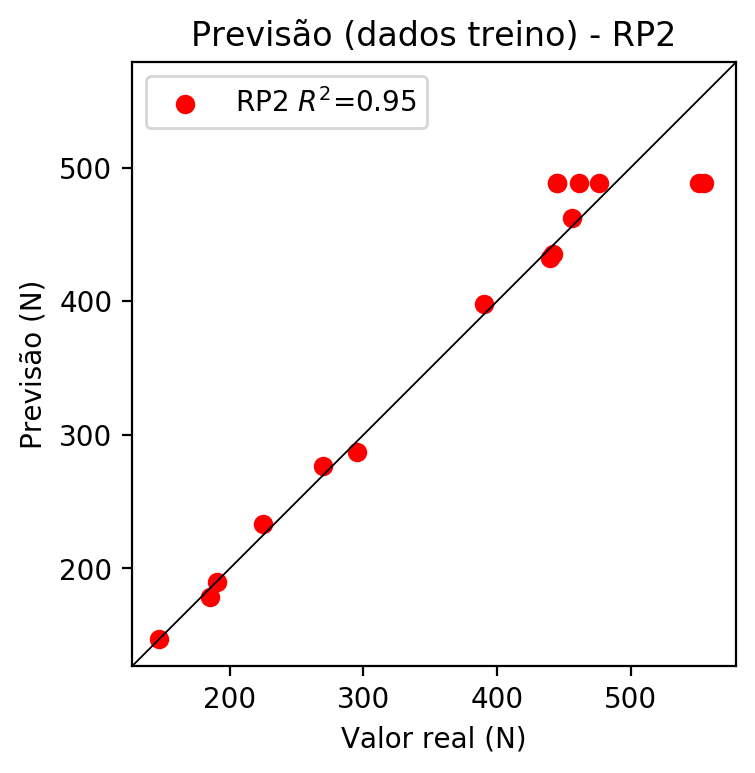 Previsão (dados treino) - RP2
RP2 R²=0.95
500
400
300
200
Previsão (N)
200 300 400 500
Valor real (N)